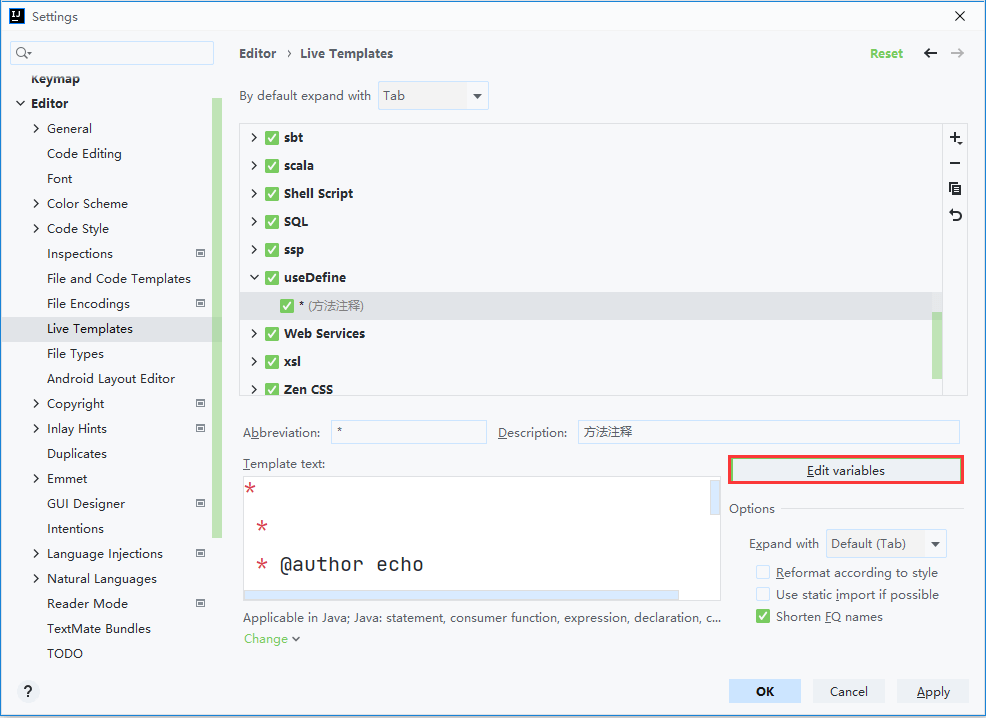 Settings
Keymap
Editor
General
Code Editing
Font
Color Scheme
Code Style
Inspections
File and Code Templates
File Encodings
Live Templates
File Types
Android Layout Editor
Copyright
Inlay Hints
Duplicates
Emmet
GUI Designer
Intentions
Language Injections
Natural Languages
Reader Mode
TextMate Bundles
TODO
?
Editor › Live Templates
Reset
By default expand with Tab
sbt
scala
Shell Script
SQL
ssp
useDefine
* (方法注释)
Web Services
xsl
Zen CSS
Abbreviation: *
Description: 方法注释
Template text:
*
*
* @author echo
Applicable in Java; Java: statement, consumer function, expression, declaration, c...
Change
Edit variables
Options
Expand with Default (Tab)
Reformat according to style
Use static import if possible
Shorten FQ names
OK Cancel Apply